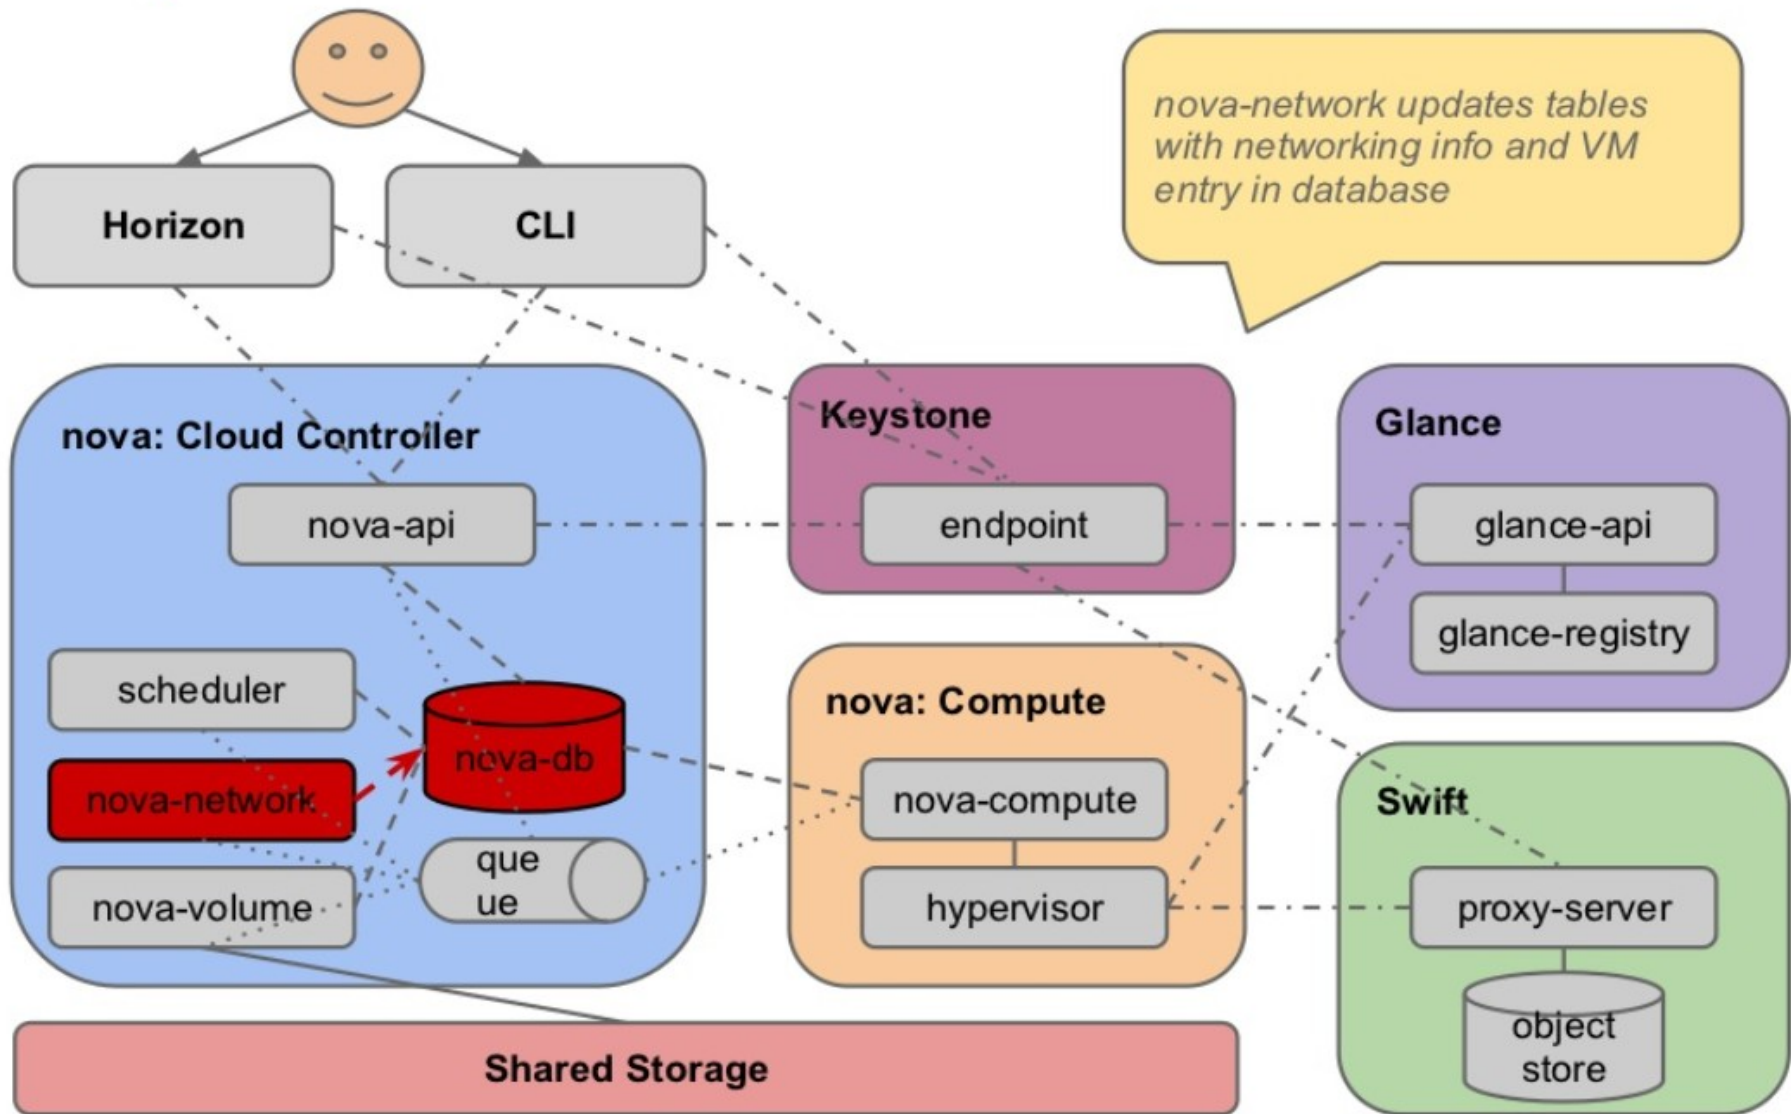 nova-network updates tables
with networking info and VM
entry in database
Horizon
CLI
nova: Cloud Controller
Keystone
Glance
nova-api
endpoint
glance-api
glance-registry
scheduler
nova-db
nova: Compute
nova-network
nova-compute
Swift
que
ue
nova-volume
hypervisor
proxy-server
object
store
Shared Storage